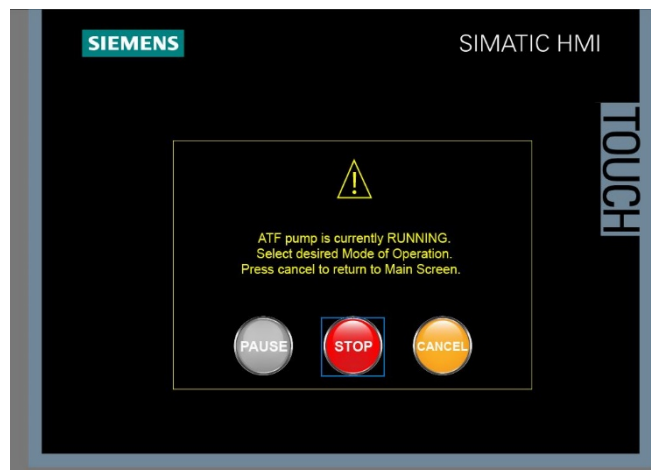 SIEMENS
SIMATIC HMI
TOUCH
ATF pump is currently RUNNING.
Select desired Mode of Operation.
Press cancel to return to Main Screen.
PAUSE
STOP
CANCEL